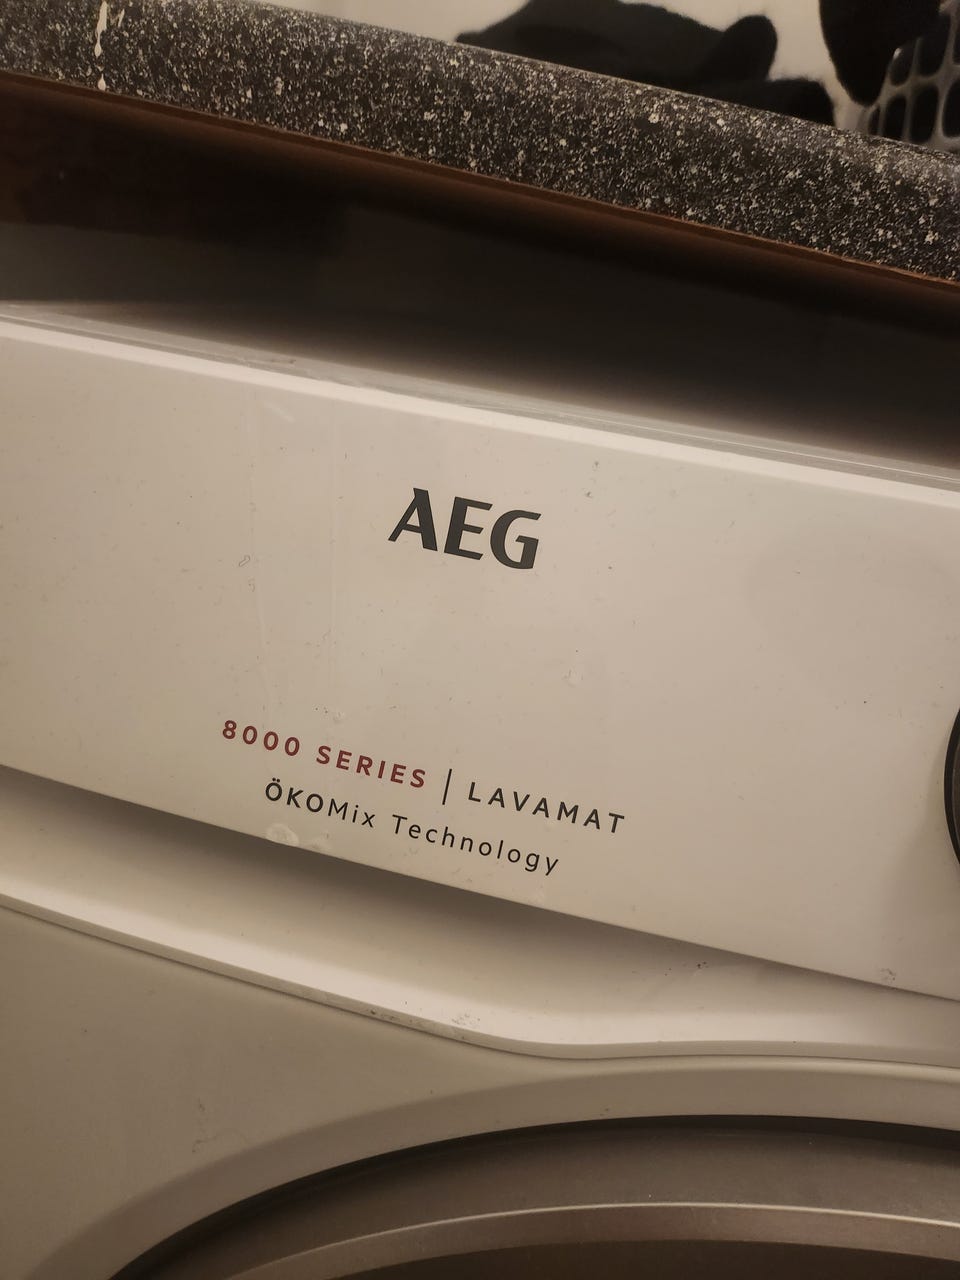 AEG
8000 SERIES | LAVAMAT
ÖKOMix Technology